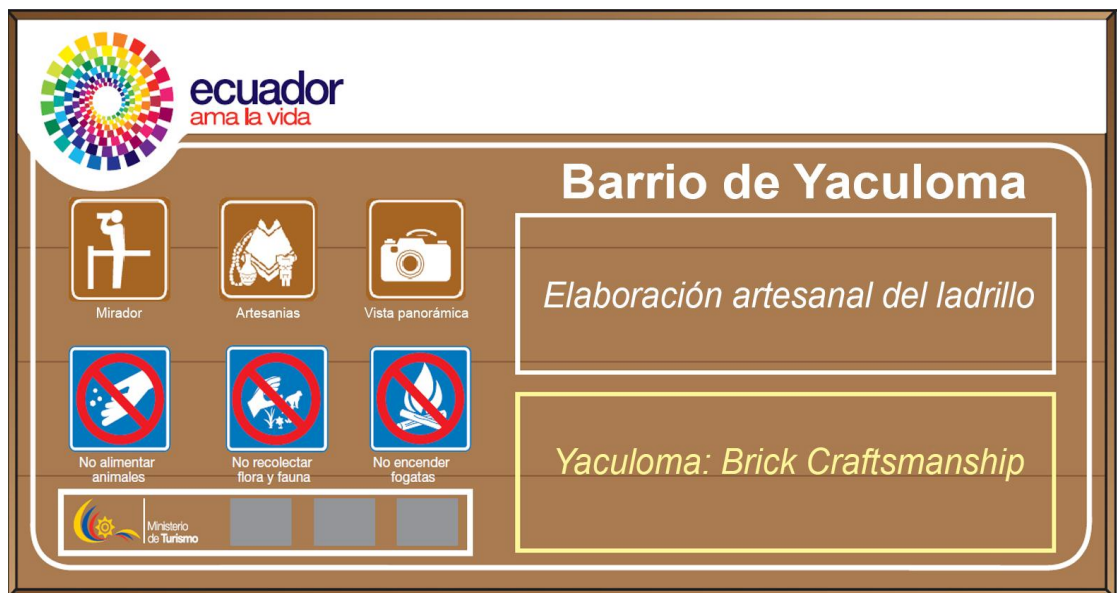 ecuador
ama la vida
Barrio de Yaculoma
Mirador
Artesanias
Vista panorámica
Elaboración artesanal del ladrillo
No alimentar
animales
No recolectar
flora y fauna
No encender
fogatas
Yaculoma: Brick Craftsmanship
Ministerio
de Turismo